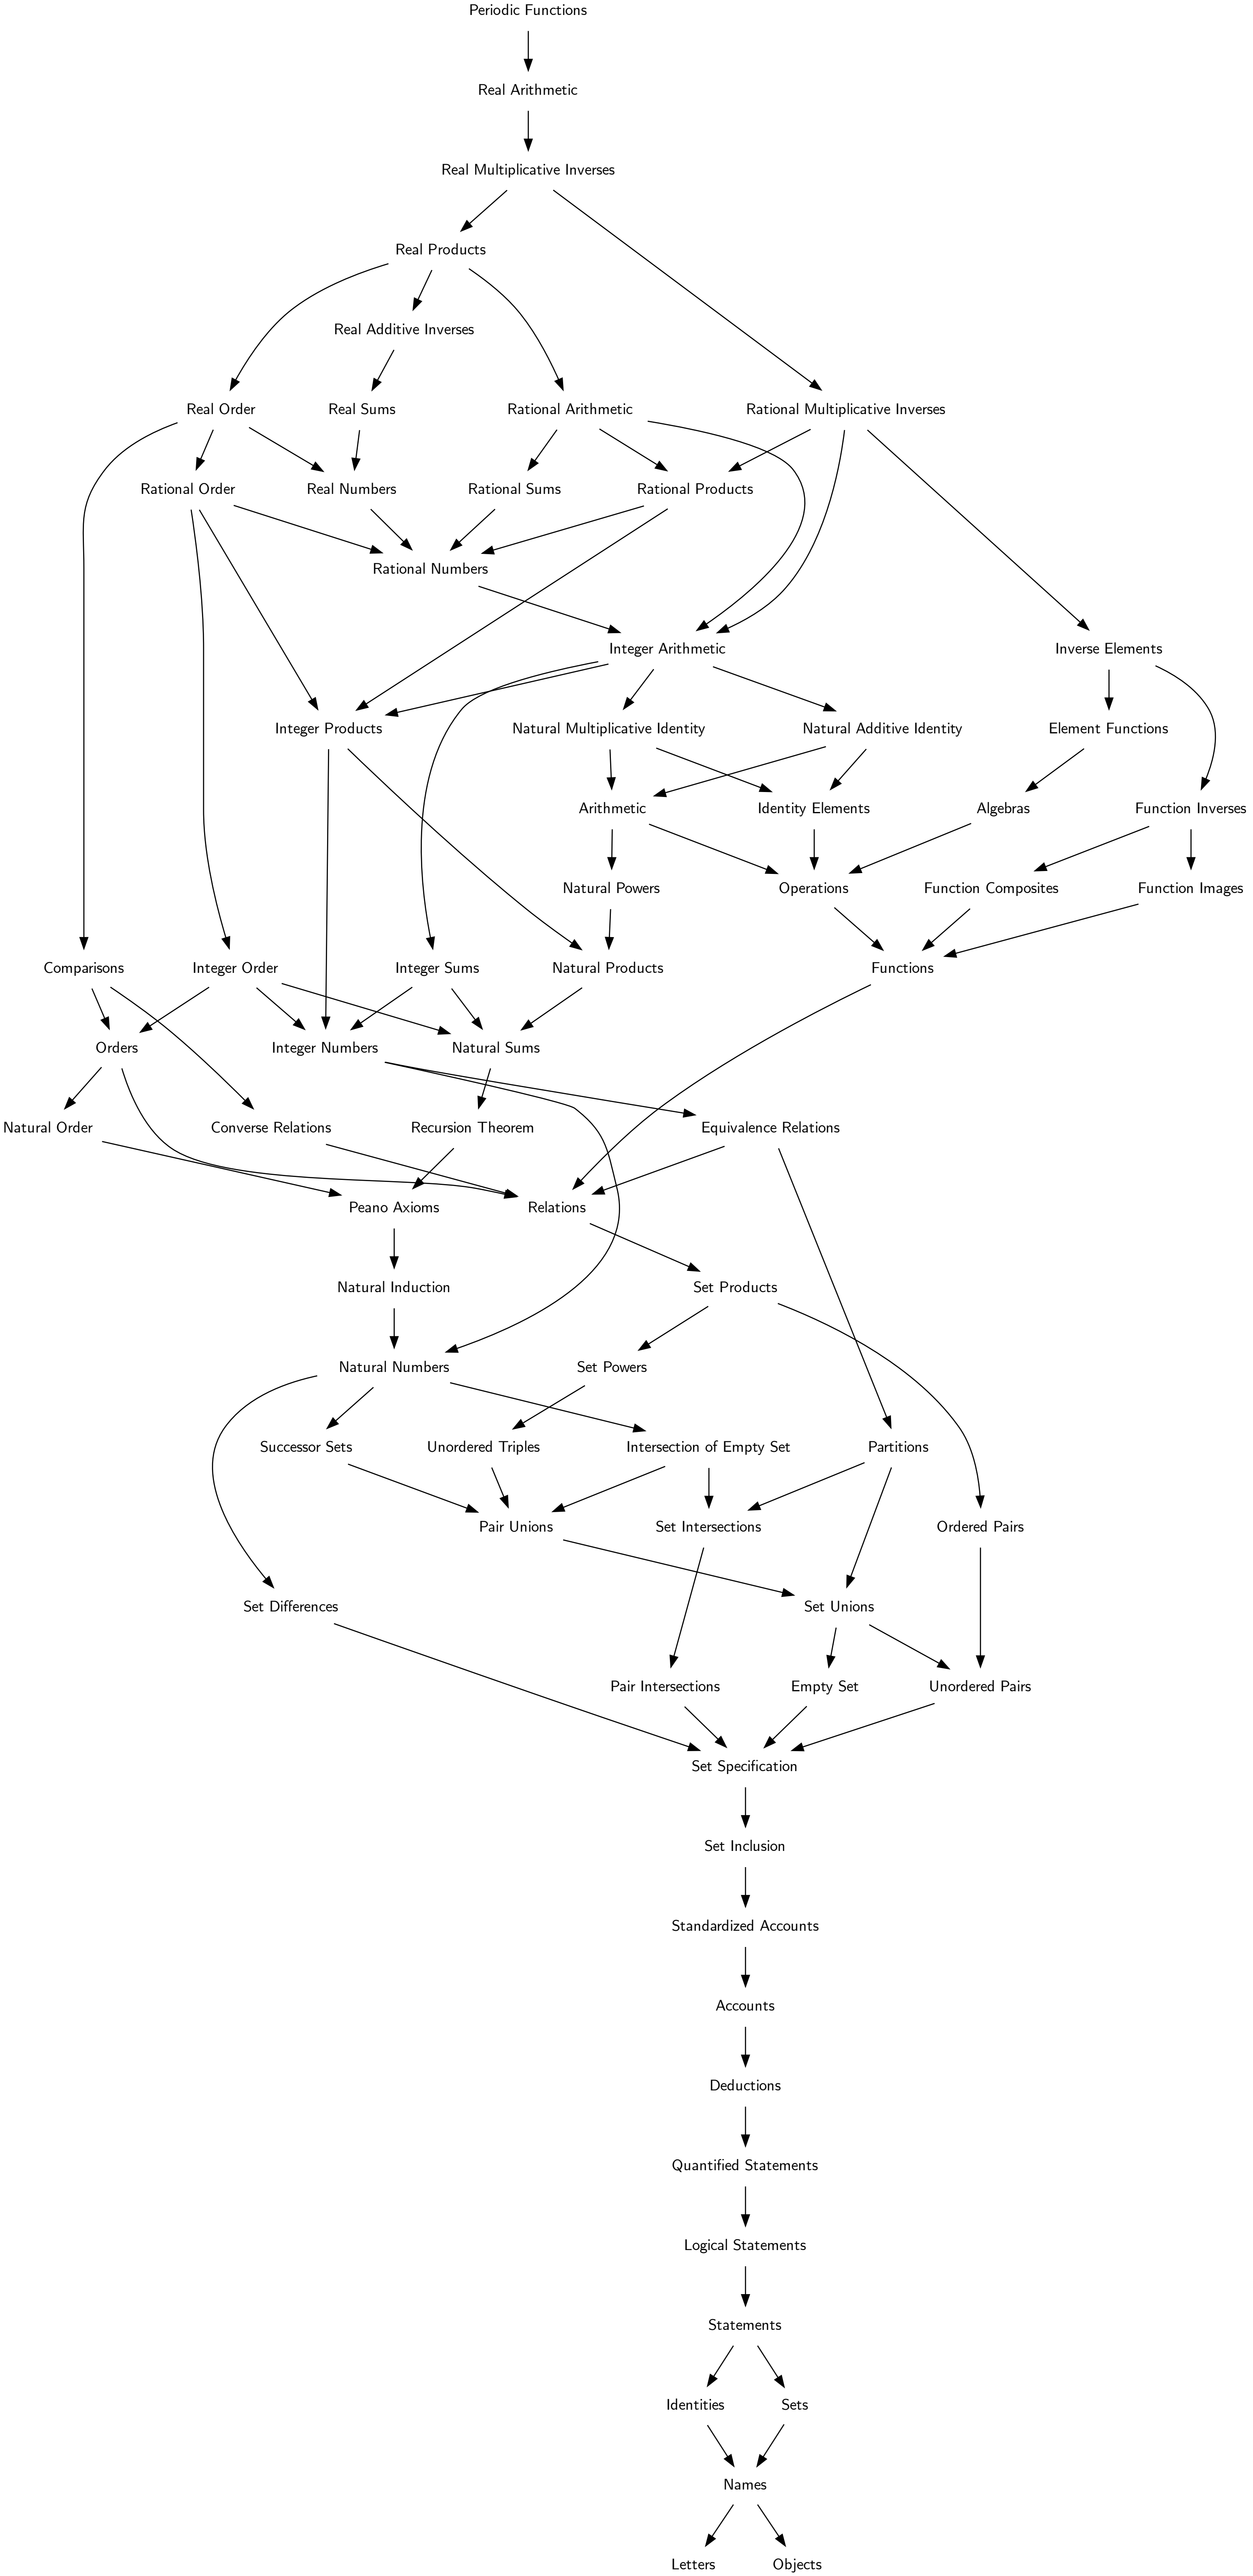 Periodic Functions
Real Arithmetic
Real Multiplicative Inverses
Real Products
Real Additive Inverses
Real Order
Real Sums
Rational Arithmetic
Rational Multiplicative Inverses
Rational Order
Real Numbers
Rational Sums
Rational Products
Rational Numbers
Integer Arithmetic
Inverse Elements
Integer Products
Natural Multiplicative Identity
Natural Additive Identity
Element Functions
Arithmetic
Identity Elements
Algebras
Function Inverses
Natural Powers
Operations
Function Composites
Function Images
Comparisons
Integer Order
Integer Sums
Natural Products
Functions
Orders
Integer Numbers
Natural Sums
Natural Order
Converse Relations
Recursion Theorem
Equivalence Relations
Peano Axioms
Relations
Natural Induction
Set Products
Natural Numbers
Set Powers
Successor Sets
Unordered Triples
Intersection of Empty Set
Partitions
Pair Unions
Set Intersections
Ordered Pairs
Set Differences
Set Unions
Pair Intersections
Empty Set
Unordered Pairs
Set Specification
Set Inclusion
Standardized Accounts
Accounts
Deductions
Quantified Statements
Logical Statements
Statements
Identities
Sets
Names
Letters
Objects